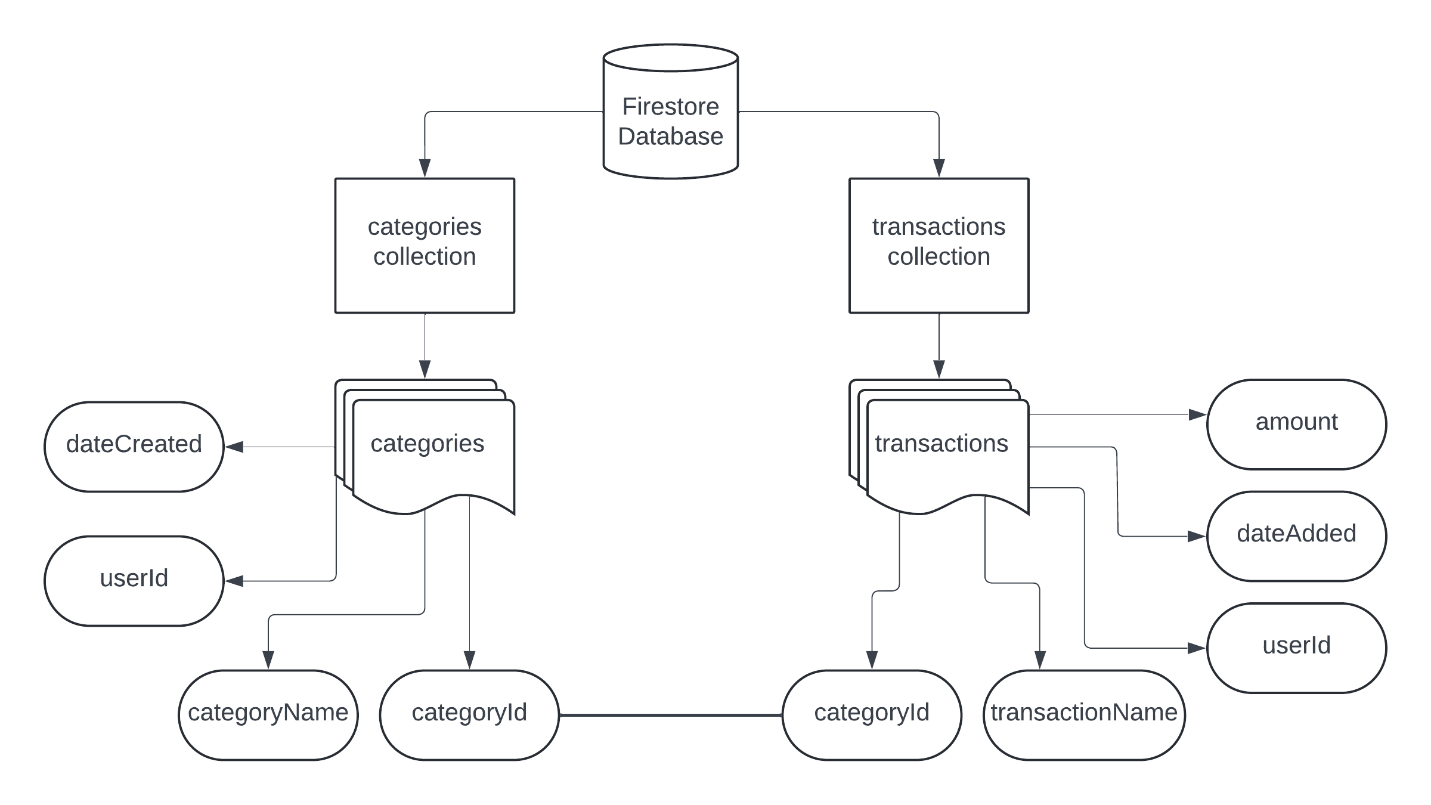 Firestore
Database
categories
collection
transactions
collection
categories
transactions
dateCreated
userId
categoryName
categoryId
categoryId
transactionName
amount
dateAdded
userId